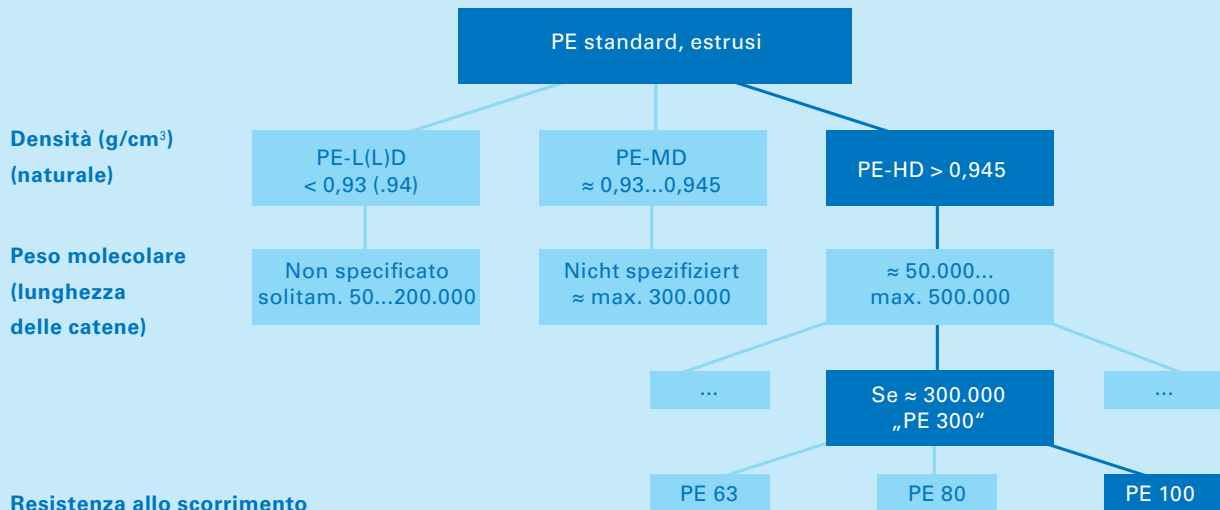 PE standard, estrusi
Densità (g/cm³)
(naturale)
PE-L(L)D
< 0,93 (.94)
PE-MD
≈ 0,93...0,945
PE-HD > 0,945
Peso molecolare
(lunghezza
delle catene)
Non specificato
solitam. 50...200.000
Nicht spezifiziert
≈ max. 300.000
≈ 50.000...
max. 500.000
...
Se ≈ 300.000
„PE 300“
...
Resistenza allo scorrimento
PE 63
PE 80
PE 100